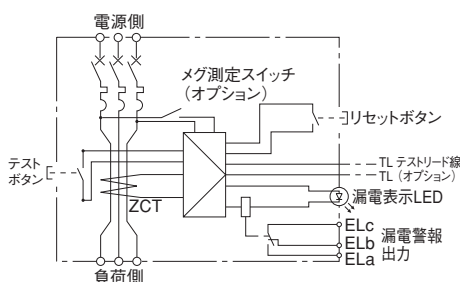 電源側
メグ測定スイッチ
（オプション）
リセットボタン
テスト
ボタン
TL テストリード線
TL（オプション）
漏電表示LED
ZCT
ELc
ELb
ELa
漏電警報
出力
負荷側